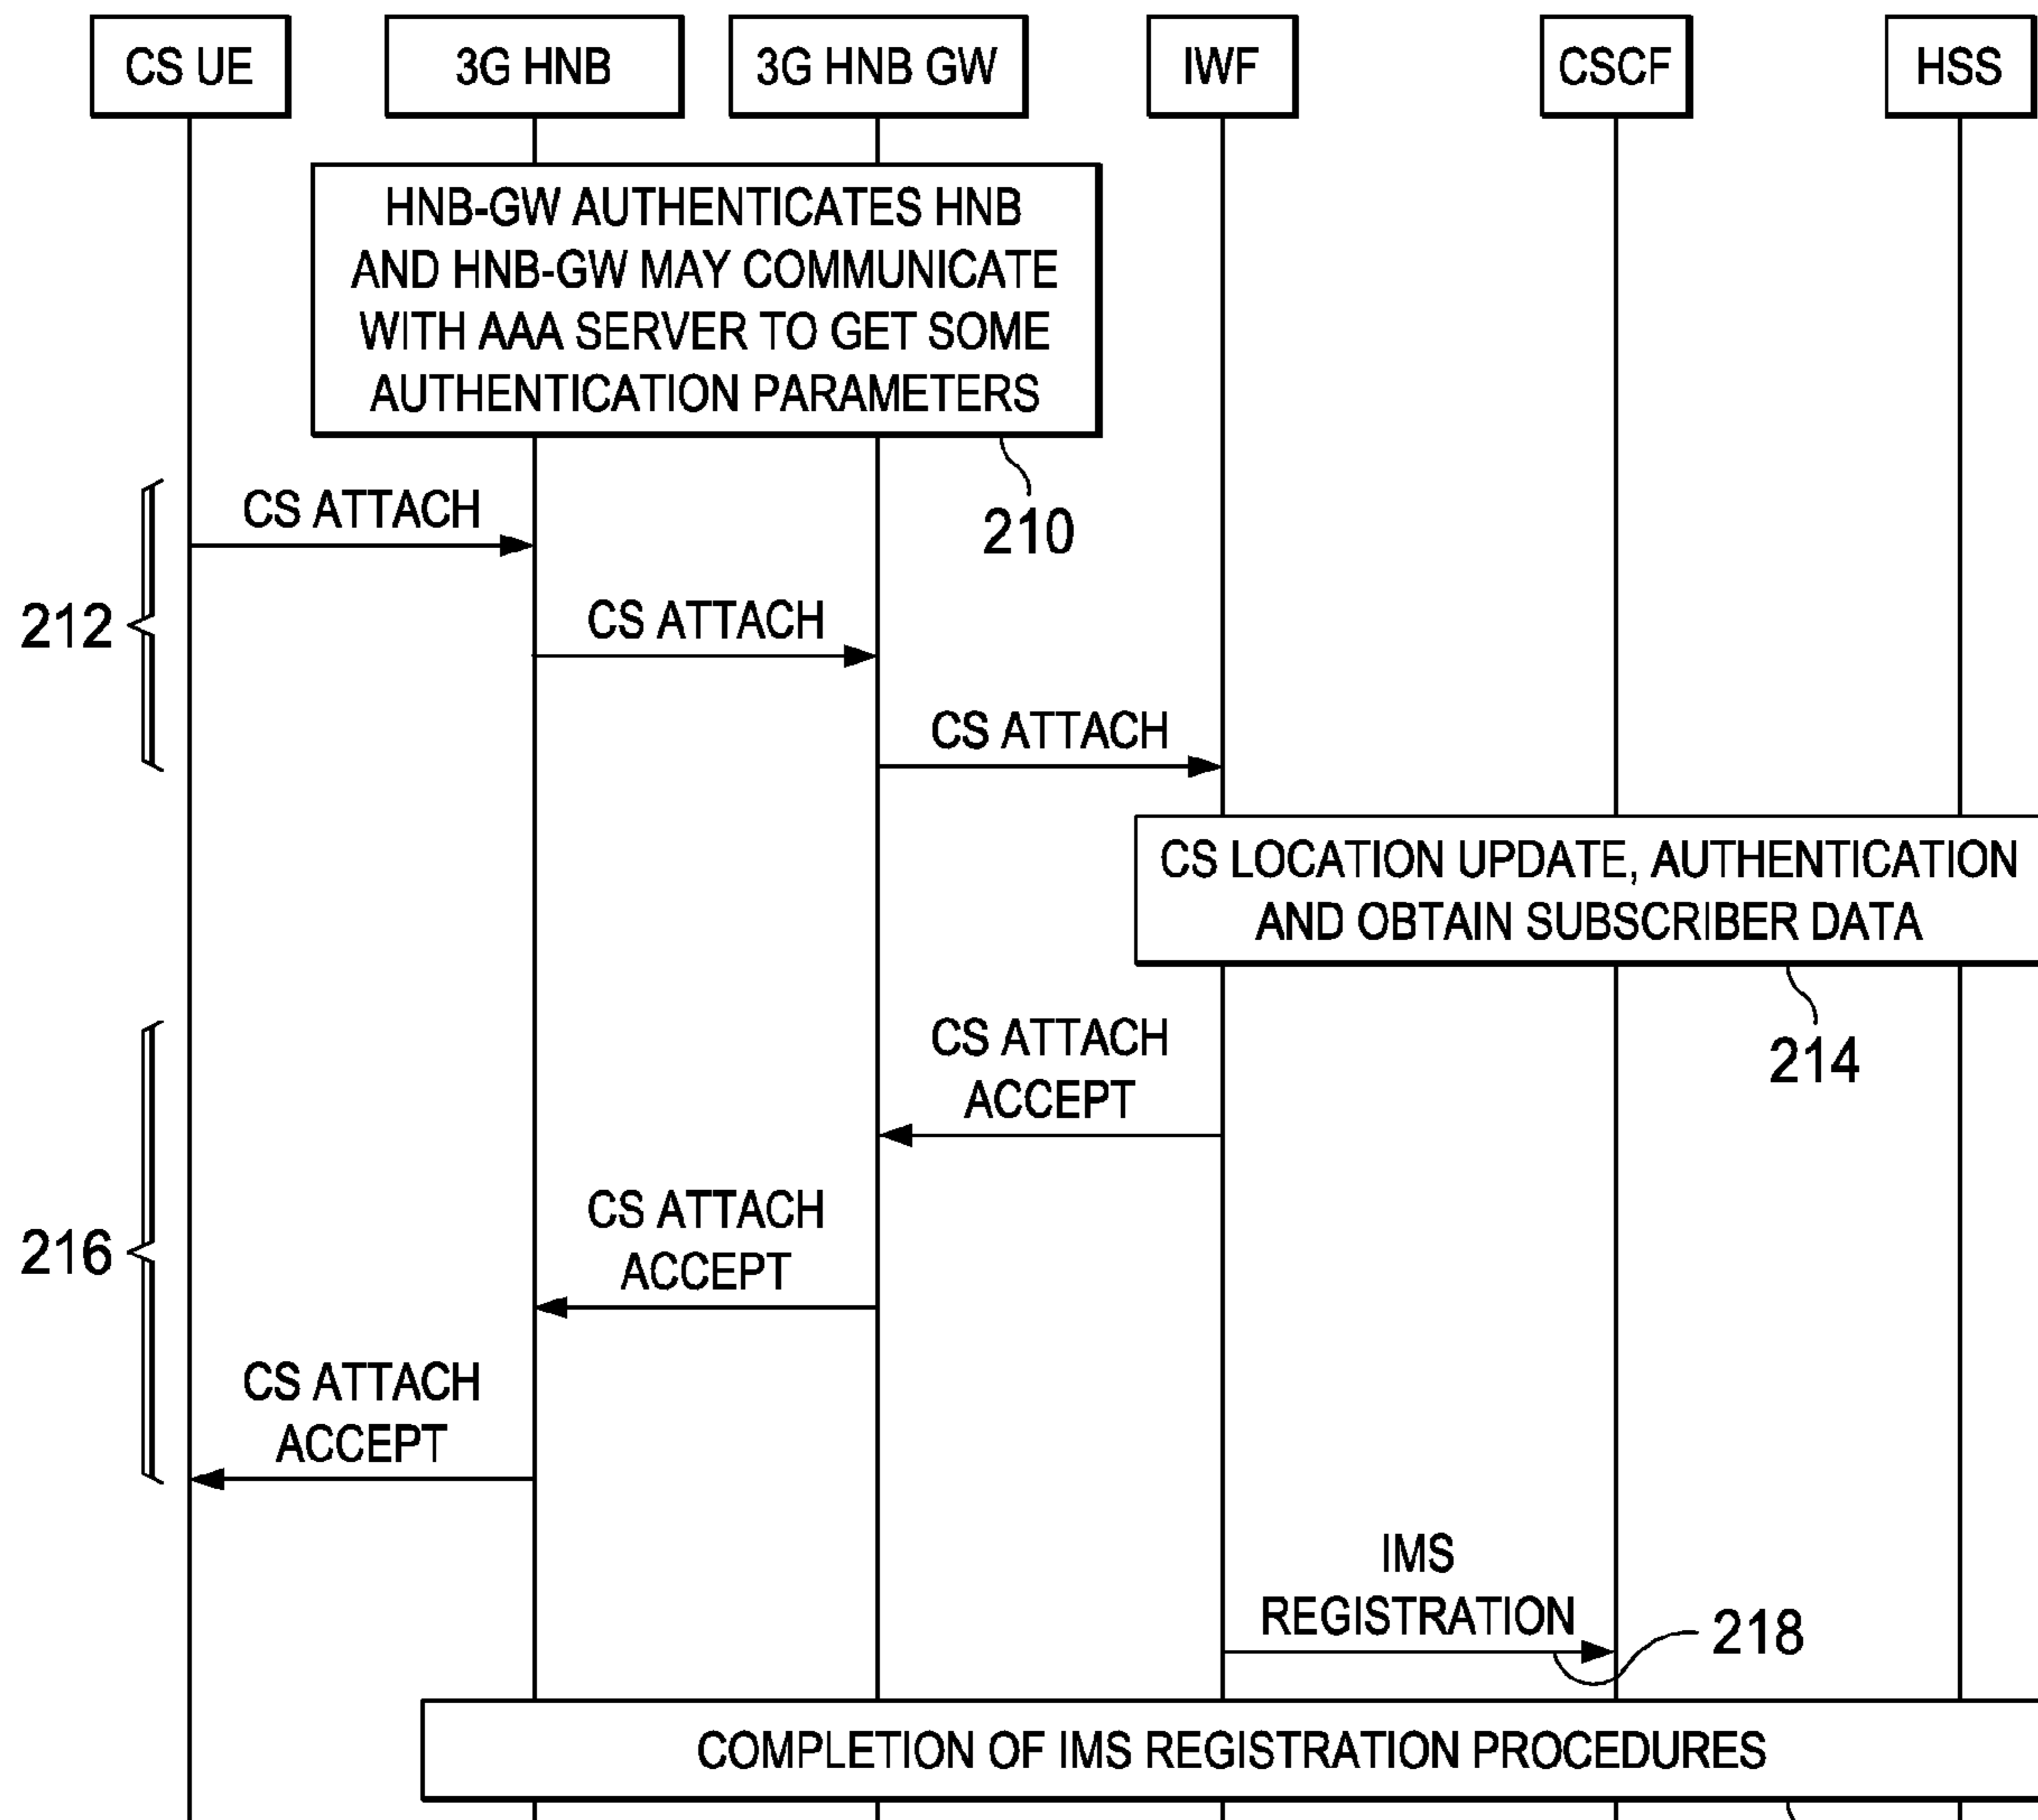 CS UE
3G HNB
3G HNB GW
IWF
CSCF
HSS
HNB-GW AUTHENTICATES HNB
AND HNB-GW MAY COMMUNICATE
WITH AAA SERVER TO GET SOME
AUTHENTICATION PARAMETERS
210
212
CS ATTACH
CS ATTACH
CS ATTACH
CS LOCATION UPDATE, AUTHENTICATION
AND OBTAIN SUBSCRIBER DATA
214
216
CS ATTACH
ACCEPT
CS ATTACH
ACCEPT
CS ATTACH
ACCEPT
IMS
REGISTRATION
218
COMPLETION OF IMS REGISTRATION PROCEDURES